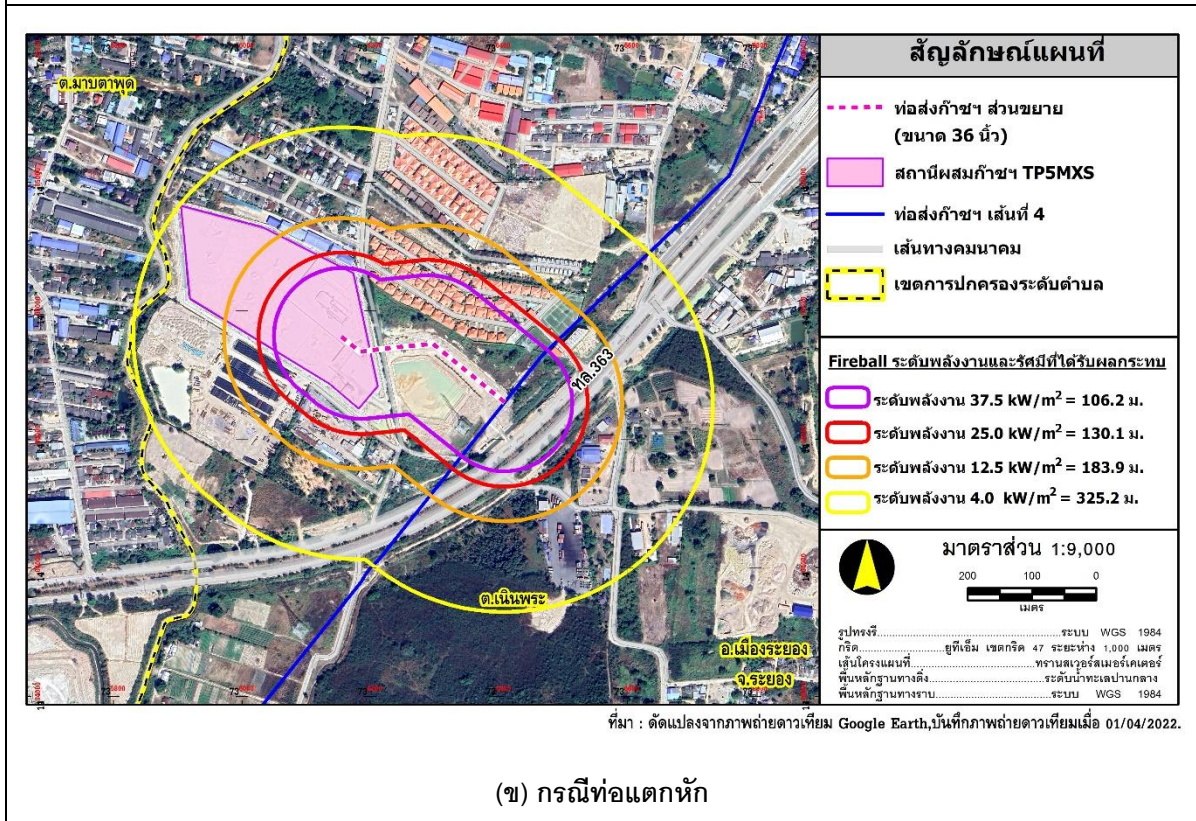 ต.มาบตาพุด
ทล.363
ต.เนินพระ
อ.เมืองระยอง
จ.ระยอง
สัญลักษณ์แผนที่
ท่อส่งก๊าซฯ ส่วนขยาย
(ขนาด 36 นิ้ว)
สถานีผสมก๊าซฯ TP5MXS
ท่อส่งก๊าซฯ เส้นที่ 4
เส้นทางคมนาคม
เขตการปกครองระดับตำบล
Fireball ระดับพลังงานและรัศมีที่ได้รับผลกระทบ
ระดับพลังงาน 37.5 kW/m² = 106.2 ม.
ระดับพลังงาน 25.0 kW/m² = 130.1 ม.
ระดับพลังงาน 12.5 kW/m² = 183.9 ม.
ระดับพลังงาน 4.0 kW/m² = 325.2 ม.
มาตราส่วน 1:9,000
200 100 0
เมตร
รูปทรงรี....................ระบบ WGS 1984
กริด....................ยูทีเอ็ม เขตกริด 47 ระยะห่าง 1,000 เมตร
เส้นโครงแผนที่....................ทรานสเวอร์สเมอร์เคเตอร์
พื้นหลักฐานทางดิ่ง....................ระดับน้ำทะเลปานกลาง
พื้นหลักฐานทางราบ....................ระบบ WGS 1984
ที่มา : ดัดแปลงจากภาพถ่ายดาวเทียม Google Earth,บันทึกภาพถ่ายดาวเทียมเมื่อ 01/04/2022.
(ข) กรณีท่อแตกหัก